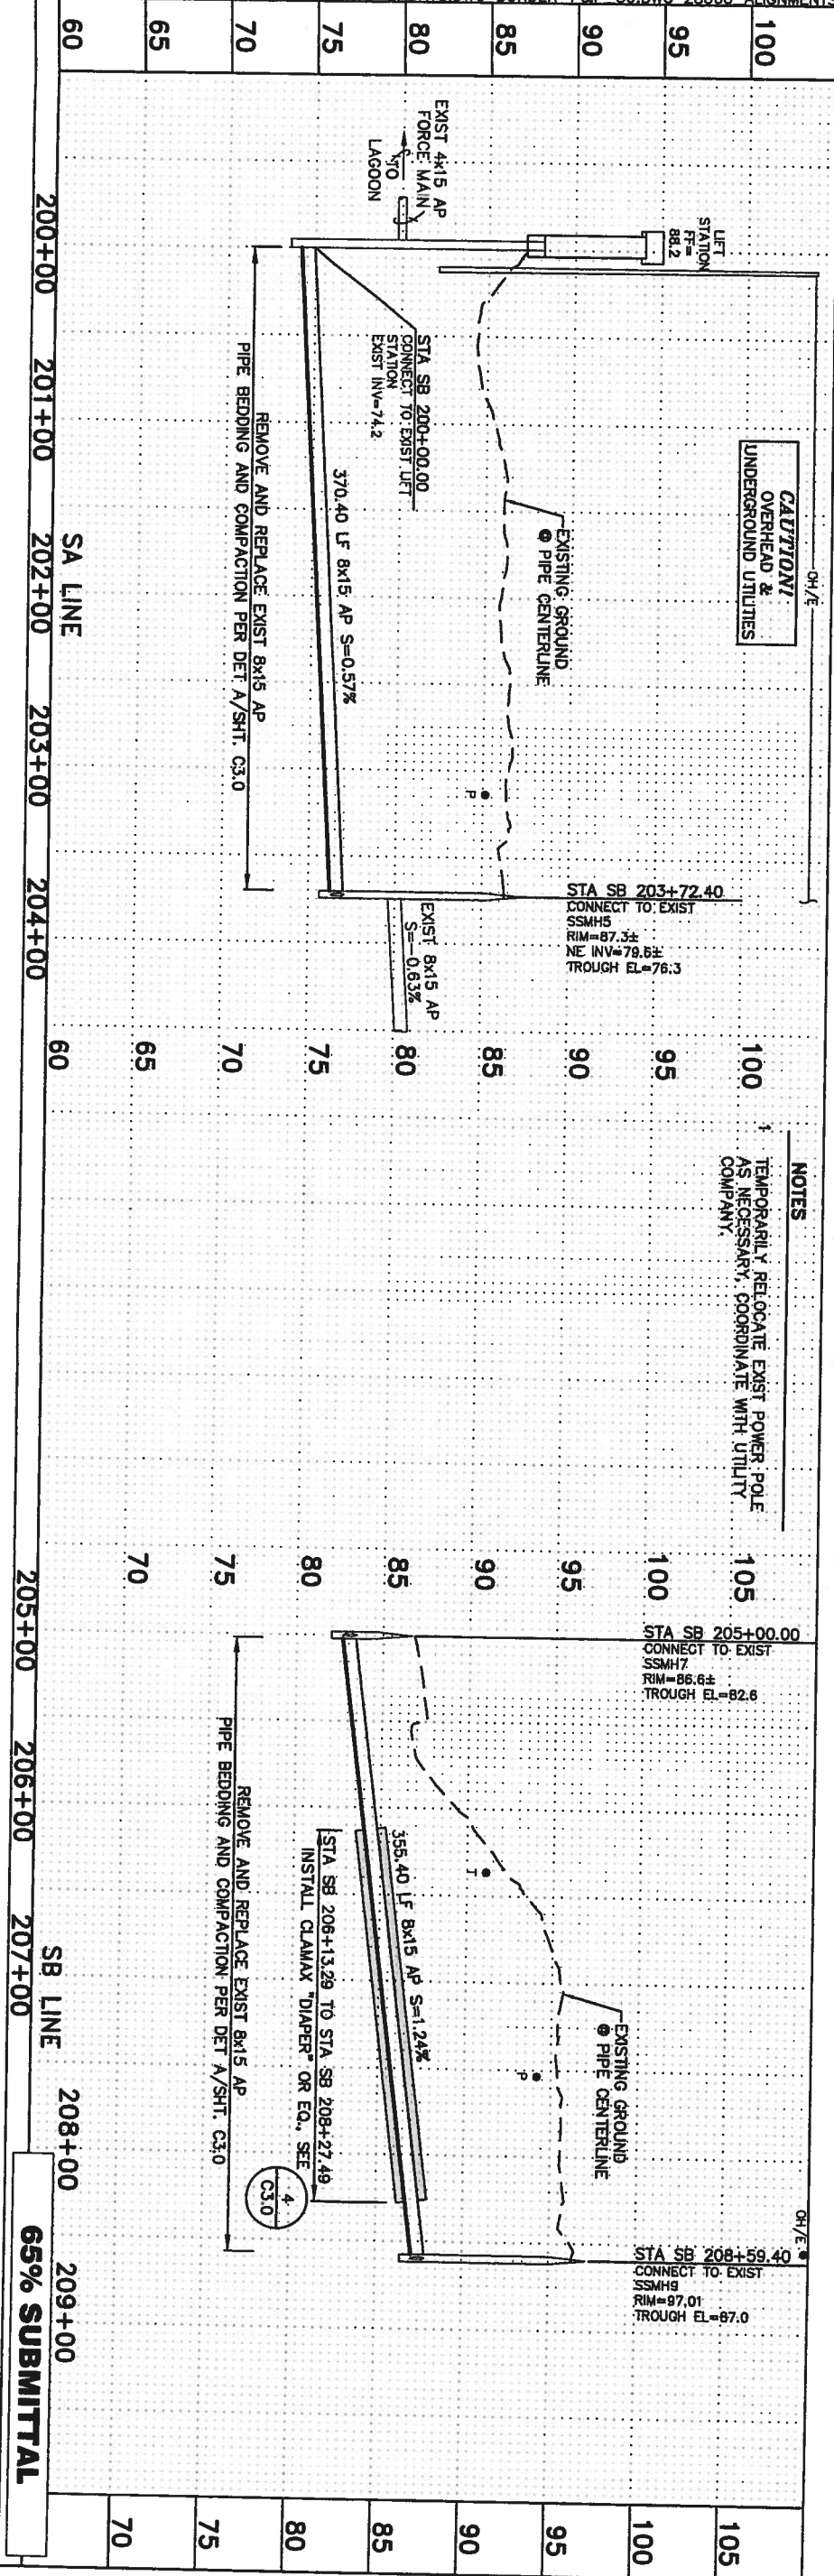 100
95
90
85
80
75
70
65
60
LIFT
STATION
FF=
88.2
EXIST 4x15 AP
FORCE MAIN
TO
LAGOON
OH/E
CAUTION!
OVERHEAD &
UNDERGROUND UTILITIES
STA SB 200+00.00
CONNECT TO EXIST LIFT
STATION
EXIST INV=74.2
EXISTING GROUND
@ PIPE CENTERLINE
370.40 LF 8x15 AP S=0.57%
REMOVE AND REPLACE EXIST 8x15 AP
PIPE BEDDING AND COMPACTION PER DET A/SHT. C3.0
P
STA SB 203+72.40
CONNECT TO EXIST
SSMH5
RIM=87.3±
NE INV=79.6±
TROUGH EL=76.3
EXIST 8x15 AP
S=-0.63%
200+00
201+00
202+00
203+00
204+00
SA LINE
100
95
90
85
80
75
70
65
60
NOTES
1 TEMPORARILY RELOCATE EXIST POWER POLE
AS NECESSARY, COORDINATE WITH UTILITY
COMPANY.
105
100
95
90
85
80
75
70
STA SB 205+00.00
CONNECT TO EXIST
SSMH7
RIM=86.6±
TROUGH EL=82.6
T
P
355.40 LF 8x15 AP S=1.24%
EXISTING GROUND
@ PIPE CENTERLINE
STA SB 206+13.29 TO STA SB 208+27.49
INSTALL CLAMAX "DIAPER" OR EQ., SEE
4
C3.0
REMOVE AND REPLACE EXIST 8x15 AP
PIPE BEDDING AND COMPACTION PER DET A/SHT. C3.0
OH/E
STA SB 208+59.40
CONNECT TO EXIST
SSMH9
RIM=97.01
TROUGH EL=87.0
205+00
206+00
207+00
208+00
209+00
SB LINE
105
100
95
90
85
80
75
70
65% SUBMITTAL